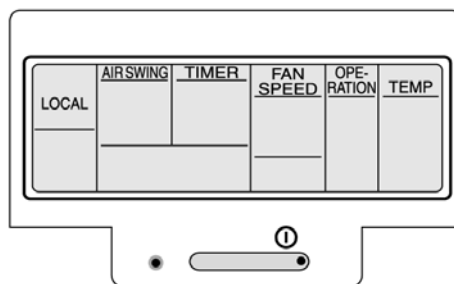 LOCAL
AIR SWING
TIMER
FAN
SPEED
OPE-
RATION
TEMP